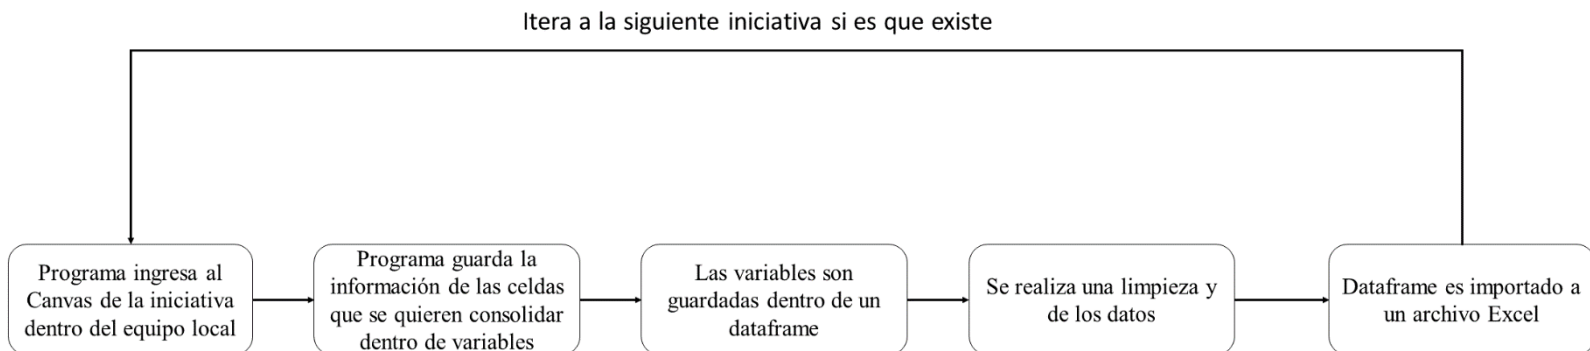 Itera a la siguiente iniciativa si es que existe
Programa ingresa al
Canvas de la iniciativa
dentro del equipo local
Programa guarda la
información de las celdas
que se quieren consolidar
dentro de variables
Las variables son
guardadas dentro de un
dataframe
Se realiza una limpieza y
de los datos
Dataframe es importado a
un archivo Excel